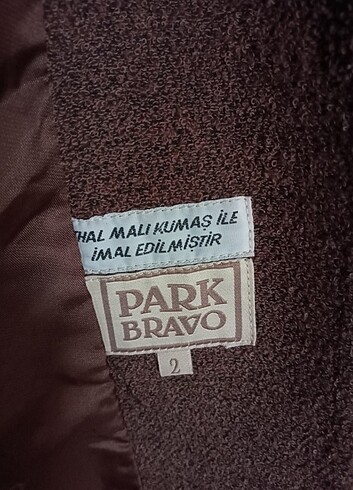 İTHAL MALI KUMAŞ İLE
İMAL EDİLMİŞTİR
PARK
BRAVO
2